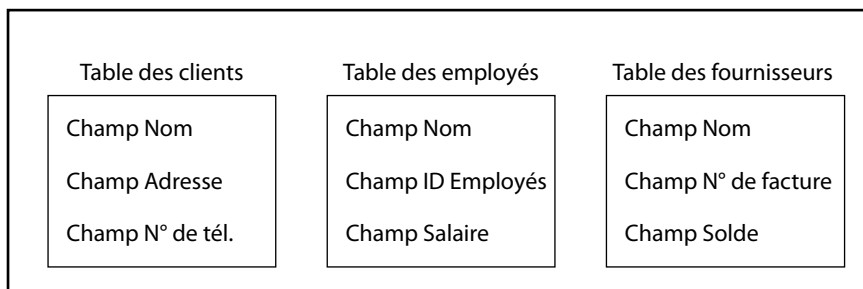 Table des clients
Champ Nom
Champ Adresse
Champ N° de tél.
Table des employés
Champ Nom
Champ ID Employés
Champ Salaire
Table des fournisseurs
Champ Nom
Champ N° de facture
Champ Solde